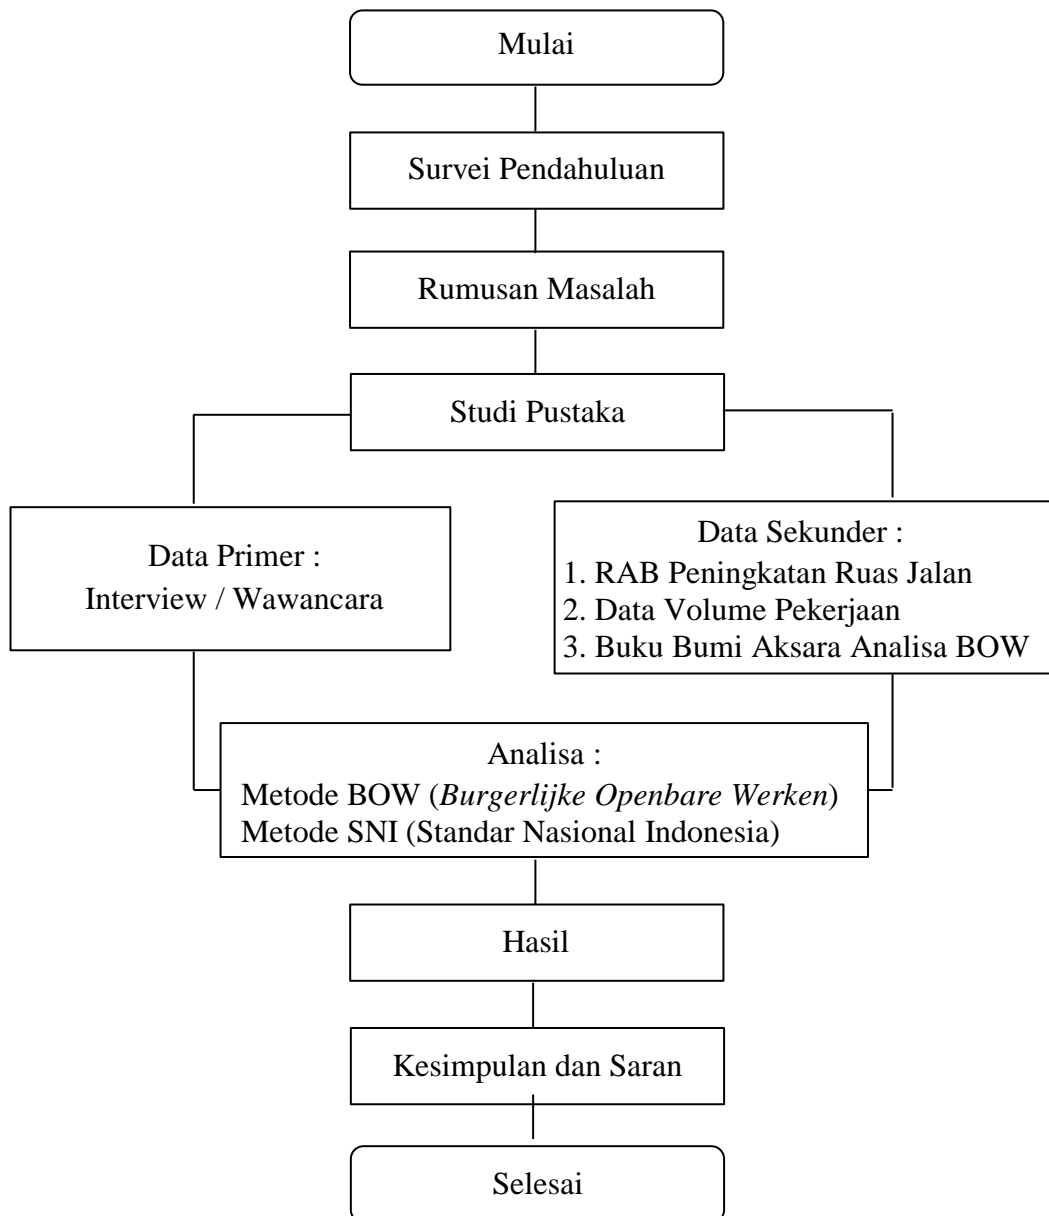 Mulai
Survei Pendahuluan
Rumusan Masalah
Studi Pustaka
Data Primer :
Interview / Wawancara
Data Sekunder :
1. RAB Peningkatan Ruas Jalan
2. Data Volume Pekerjaan
3. Buku Bumi Aksara Analisa BOW
Analisa :
Metode BOW (Burgerlijke Openbare Werken)
Metode SNI (Standar Nasional Indonesia)
Hasil
Kesimpulan dan Saran
Selesai